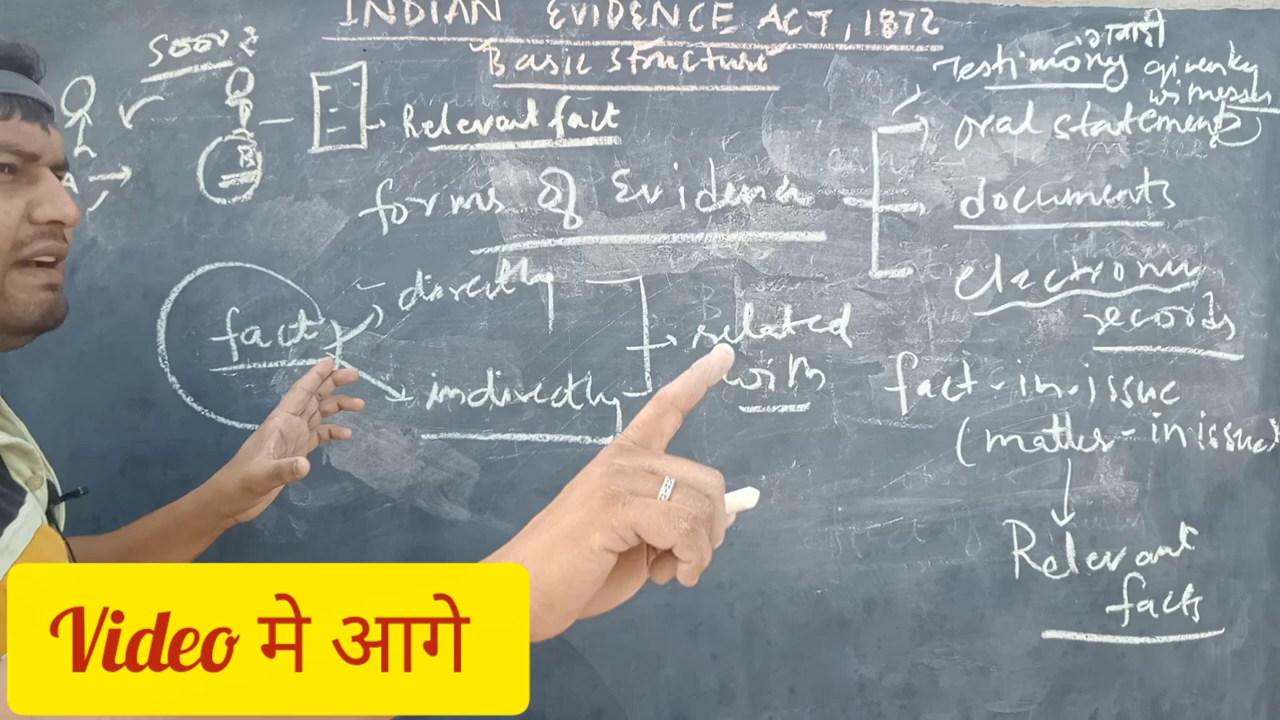 INDIAN EVIDENCE ACT, 1872
Basic Structure
Relevant fact
forms of Evidence
Testimony गवाही
given by witnesses
oral statements
documents
electronic
records
fact
directly
indirectly
related
with
fact-in-issue
(matter-in issue)
Relevant
facts
A
B
Video मे आगे